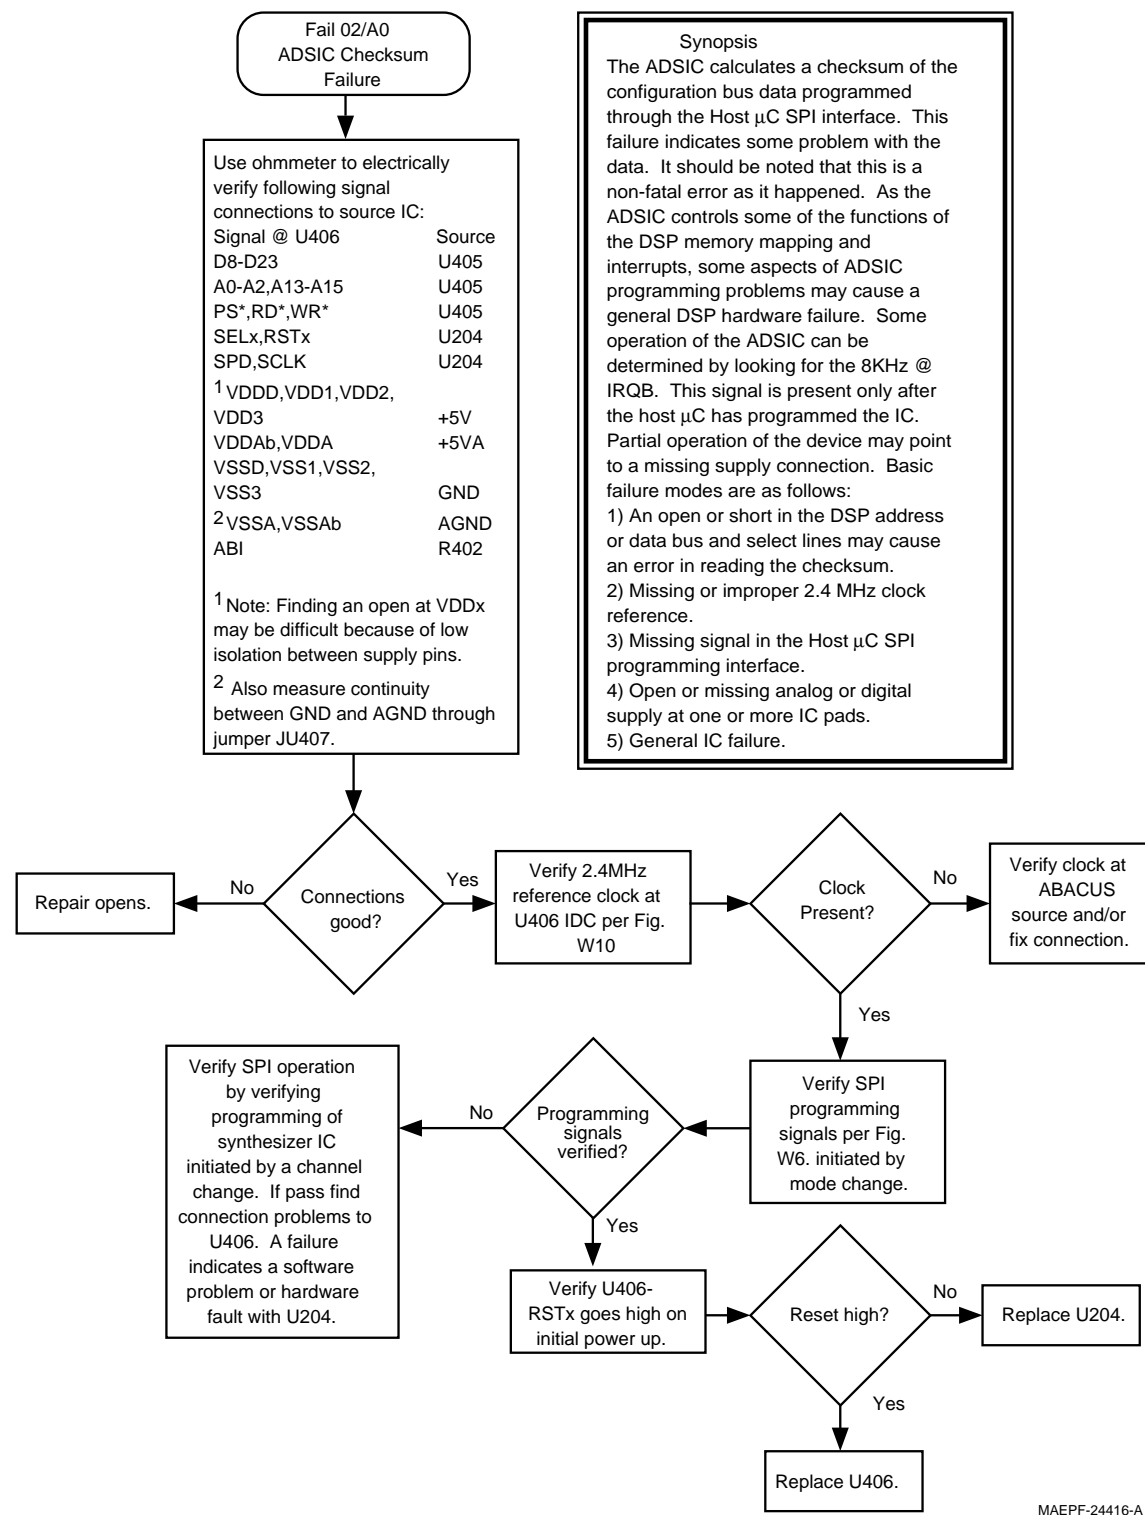 Fail 02/A0
ADSIC Checksum
Failure
Use ohmmeter to electrically
verify following signal
connections to source IC:
Signal @ U406 Source
D8-D23 U405
A0-A2,A13-A15 U405
PS*,RD*,WR* U405
SELx,RSTx U204
SPD,SCLK U204
1 VDDD,VDD1,VDD2,
VDD3 +5V
VDDAb,VDDA +5VA
VSSD,VSS1,VSS2,
VSS3 GND
2 VSSA,VSSAb AGND
ABI R402
1 Note: Finding an open at VDDx
may be difficult because of low
isolation between supply pins.
2 Also measure continuity
between GND and AGND through
jumper JU407.
Synopsis
The ADSIC calculates a checksum of the
configuration bus data programmed
through the Host µC SPI interface. This
failure indicates some problem with the
data. It should be noted that this is a
non-fatal error as it happened. As the
ADSIC controls some of the functions of
the DSP memory mapping and
interrupts, some aspects of ADSIC
programming problems may cause a
general DSP hardware failure. Some
operation of the ADSIC can be
determined by looking for the 8KHz @
IRQB. This signal is present only after
the host µC has programmed the IC.
Partial operation of the device may point
to a missing supply connection. Basic
failure modes are as follows:
1) An open or short in the DSP address
or data bus and select lines may cause
an error in reading the checksum.
2) Missing or improper 2.4 MHz clock
reference.
3) Missing signal in the Host µC SPI
programming interface.
4) Open or missing analog or digital
supply at one or more IC pads.
5) General IC failure.
Repair opens.
No
Connections
good?
Yes
Verify 2.4MHz
reference clock at
U406 IDC per Fig.
W10
Clock
Present?
No
Verify clock at
ABACUS
source and/or
fix connection.
Yes
Verify SPI
programming
signals per Fig.
W6. initiated by
mode change.
Programming
signals
verified?
No
Verify SPI operation
by verifying
programming of
synthesizer IC
initiated by a channel
change. If pass find
connection problems to
U406. A failure
indicates a software
problem or hardware
fault with U204.
Yes
Verify U406-
RSTx goes high on
initial power up.
Reset high?
No
Replace U204.
Yes
Replace U406.
MAEPF-24416-A